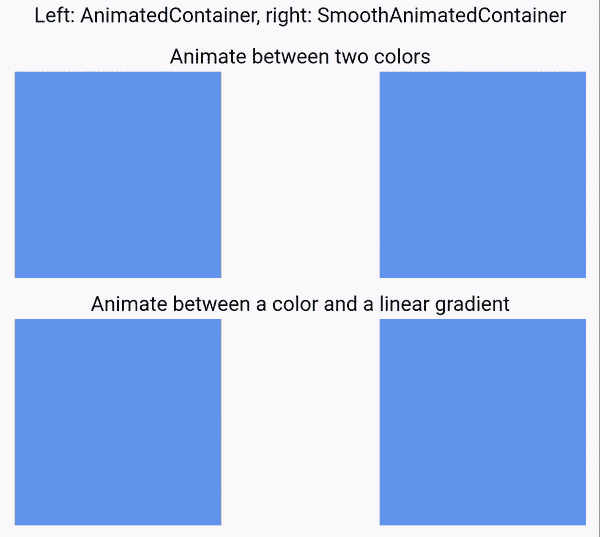 Left: AnimatedContainer, right: SmoothAnimatedContainer
Animate between two colors
Animate between a color and a linear gradient